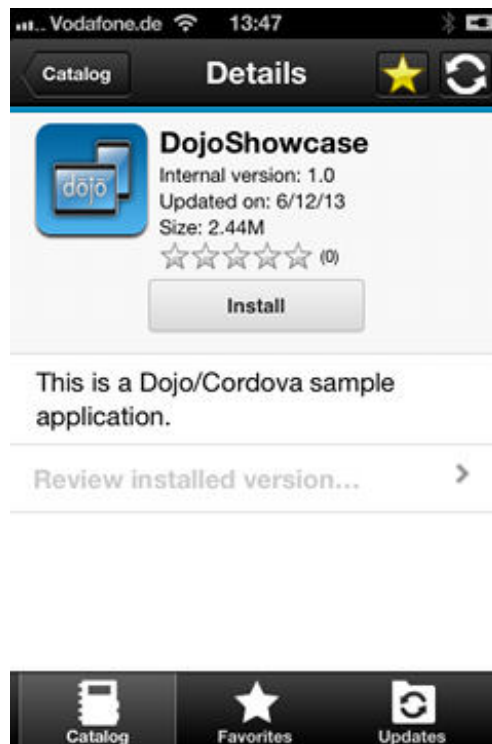 Vodafone.de 13:47
Catalog Details
dojo
DojoShowcase
Internal version: 1.0
Updated on: 6/12/13
Size: 2.44M
(0)
Install
This is a Dojo/Cordova sample
application.
Review installed version...
Catalog Favorites Updates